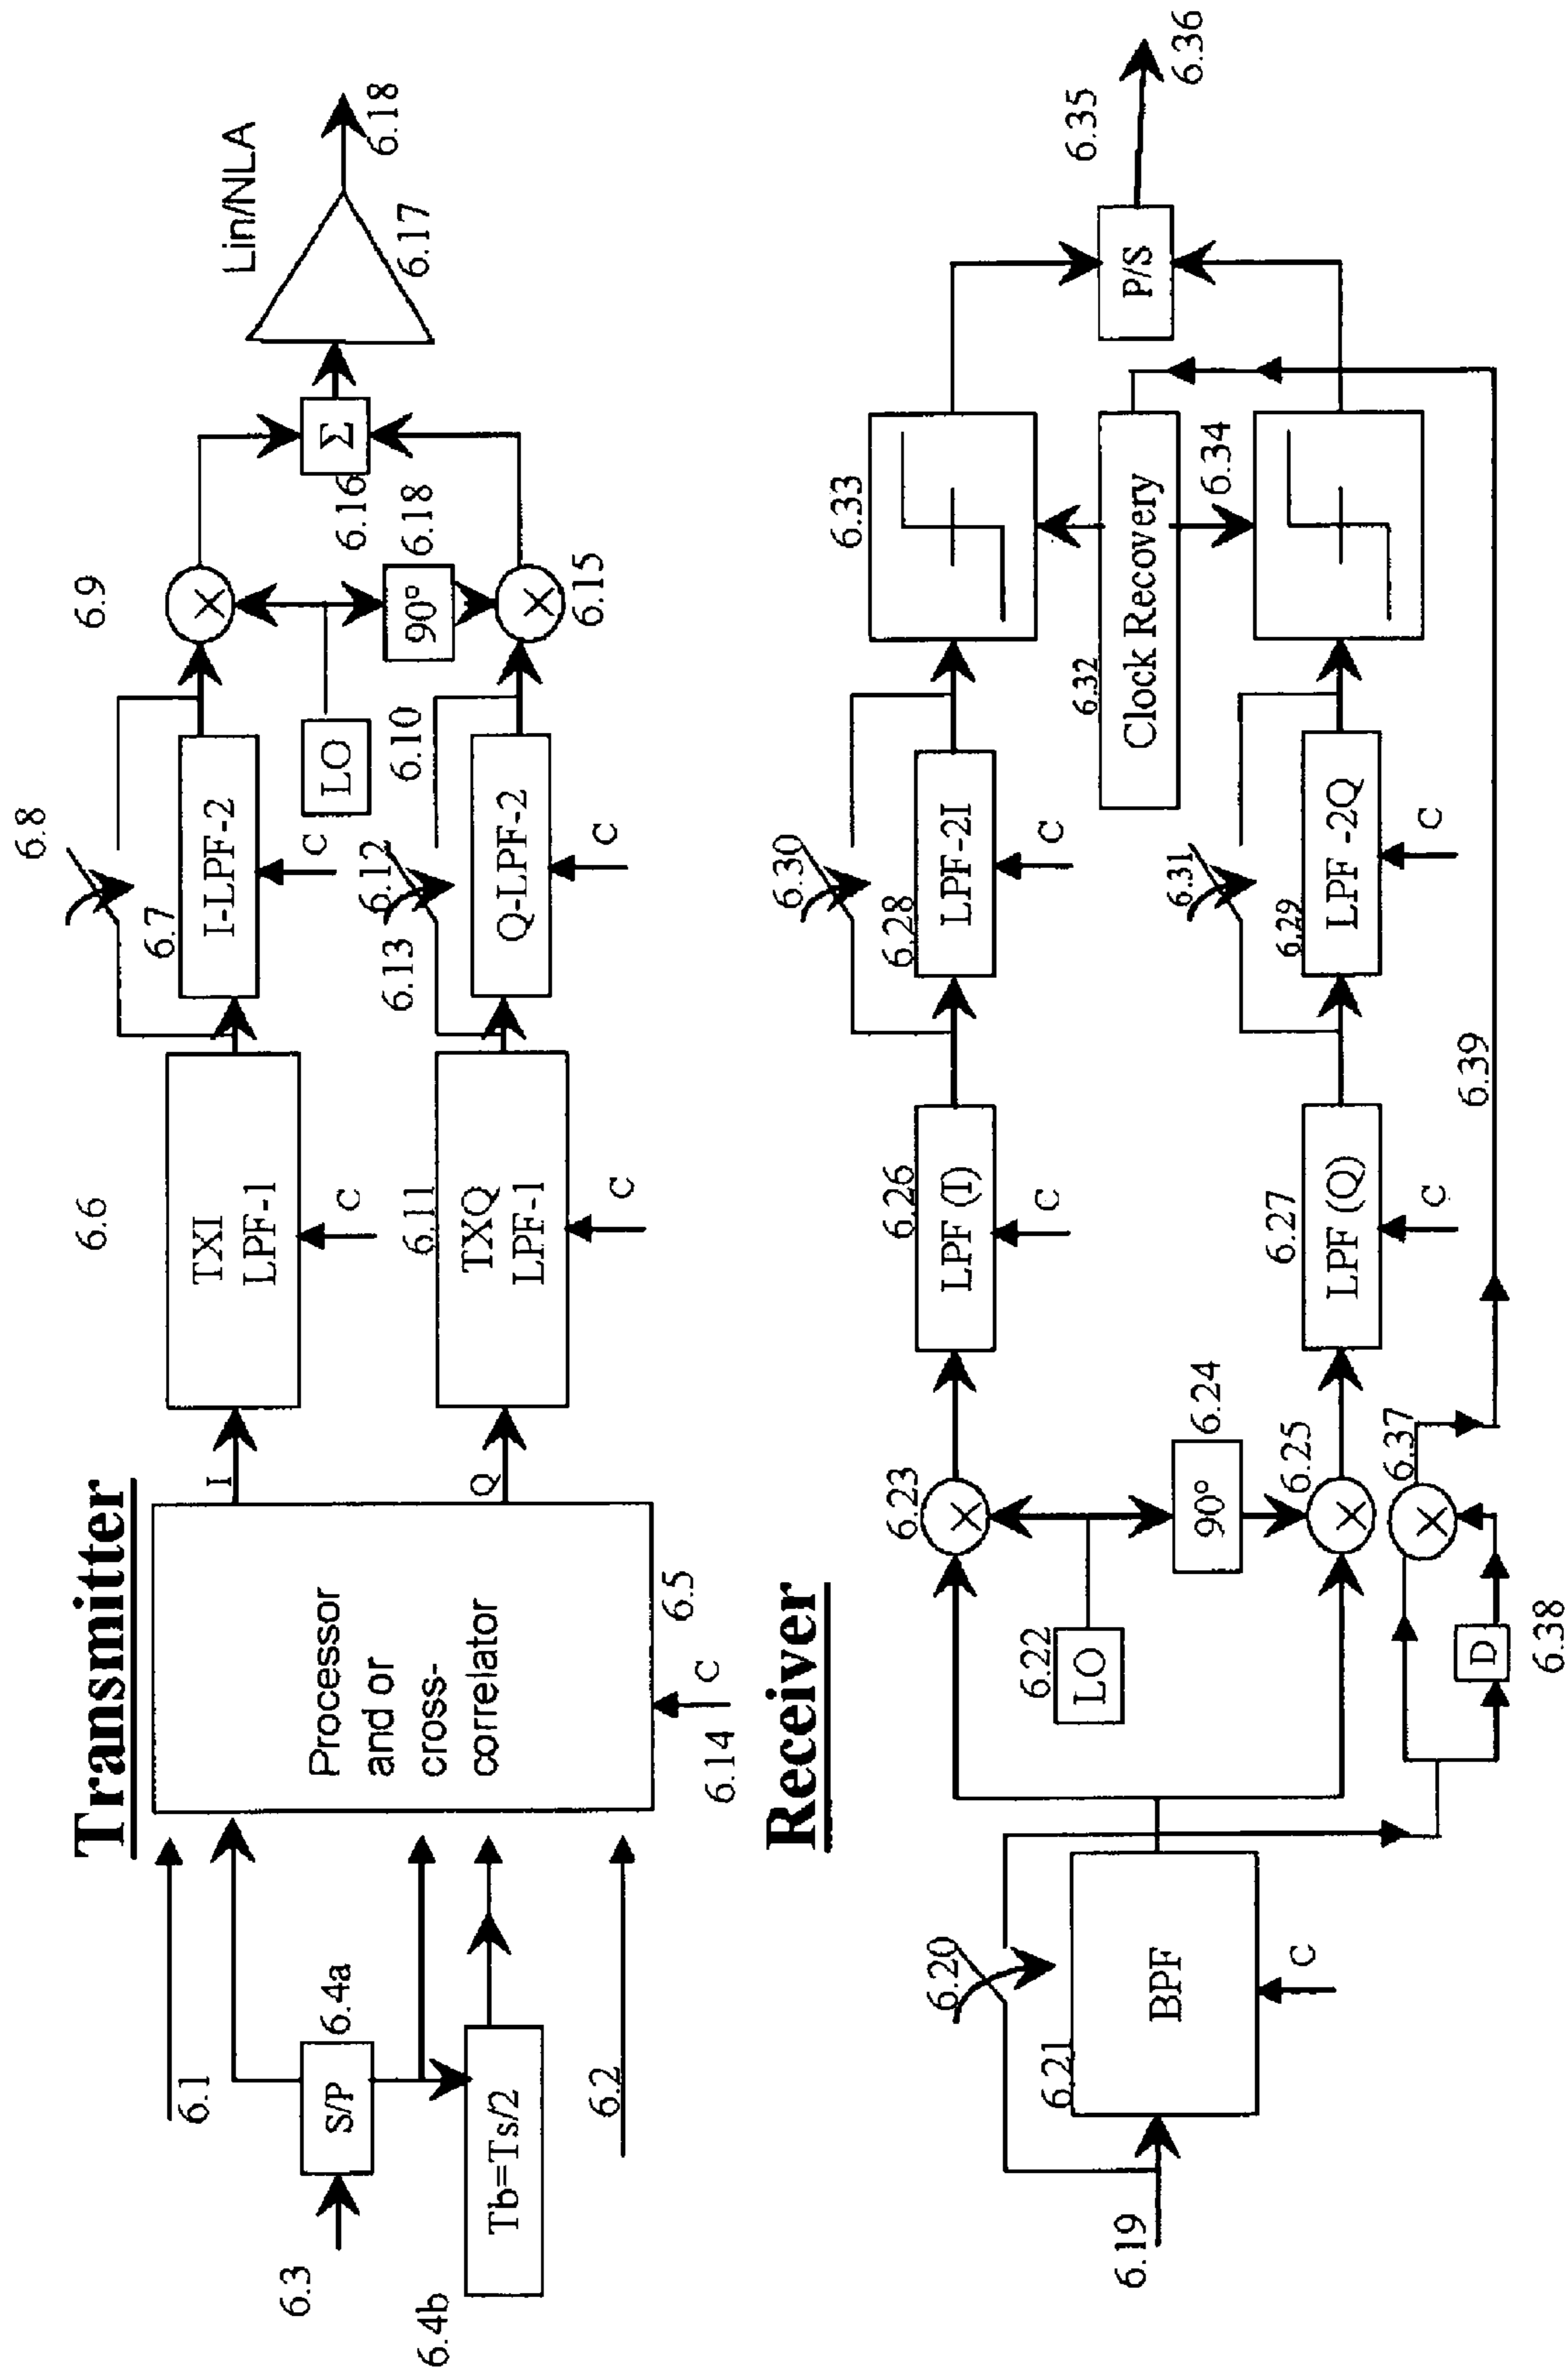 Transmitter
6.1
6.3
S/P
6.4a
6.4b
Tb=Ts/2
6.2
Processor
and or
cross-
correlator
6.5
C
6.14
I
Q
6.6
TXI
LPF-1
C
6.11
TXQ
LPF-1
C
6.8
6.7
I-LPF-2
C
6.12
6.13
6.10
Q-LPF-2
C
LO
6.9
X
90°
6.18
X
6.15
6.16
Σ
Lin/NLA
6.17
6.18
Receiver
6.19
6.20
6.21
BPF
C
6.22
LO
6.23
X
90°
6.24
X
6.25
X
6.37
D
6.38
6.39
6.26
LPF (I)
C
6.27
LPF (Q)
C
6.30
6.28
LPF-2I
C
6.31
6.29
LPF -2Q
C
6.32
Clock Recovery
6.33
6.34
P/S
6.35
6.36